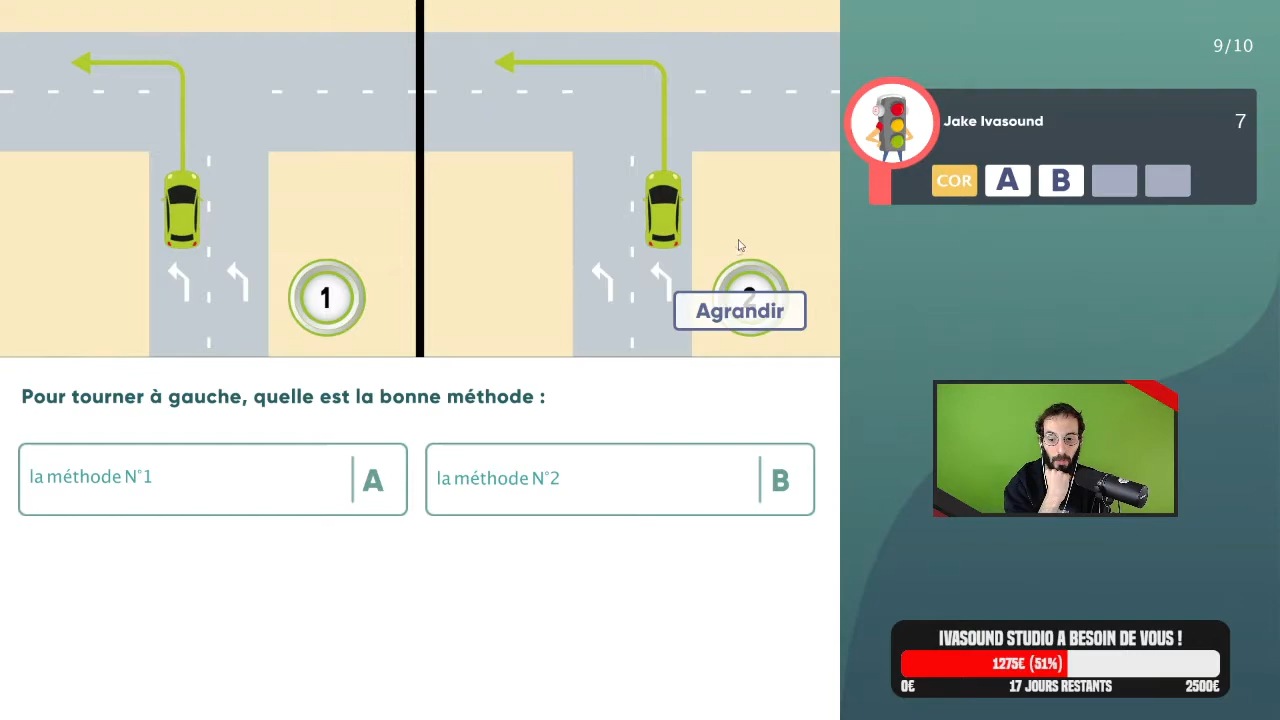 9/10
Jake Ivasound
7
COR A B
1
2
Agrandir
Pour tourner à gauche, quelle est la bonne méthode :
la méthode N°1 A
la méthode N°2 B
IVASOUND STUDIO A BESOIN DE VOUS !
1275€ (51%)
0€ 17 JOURS RESTANTS 2500€